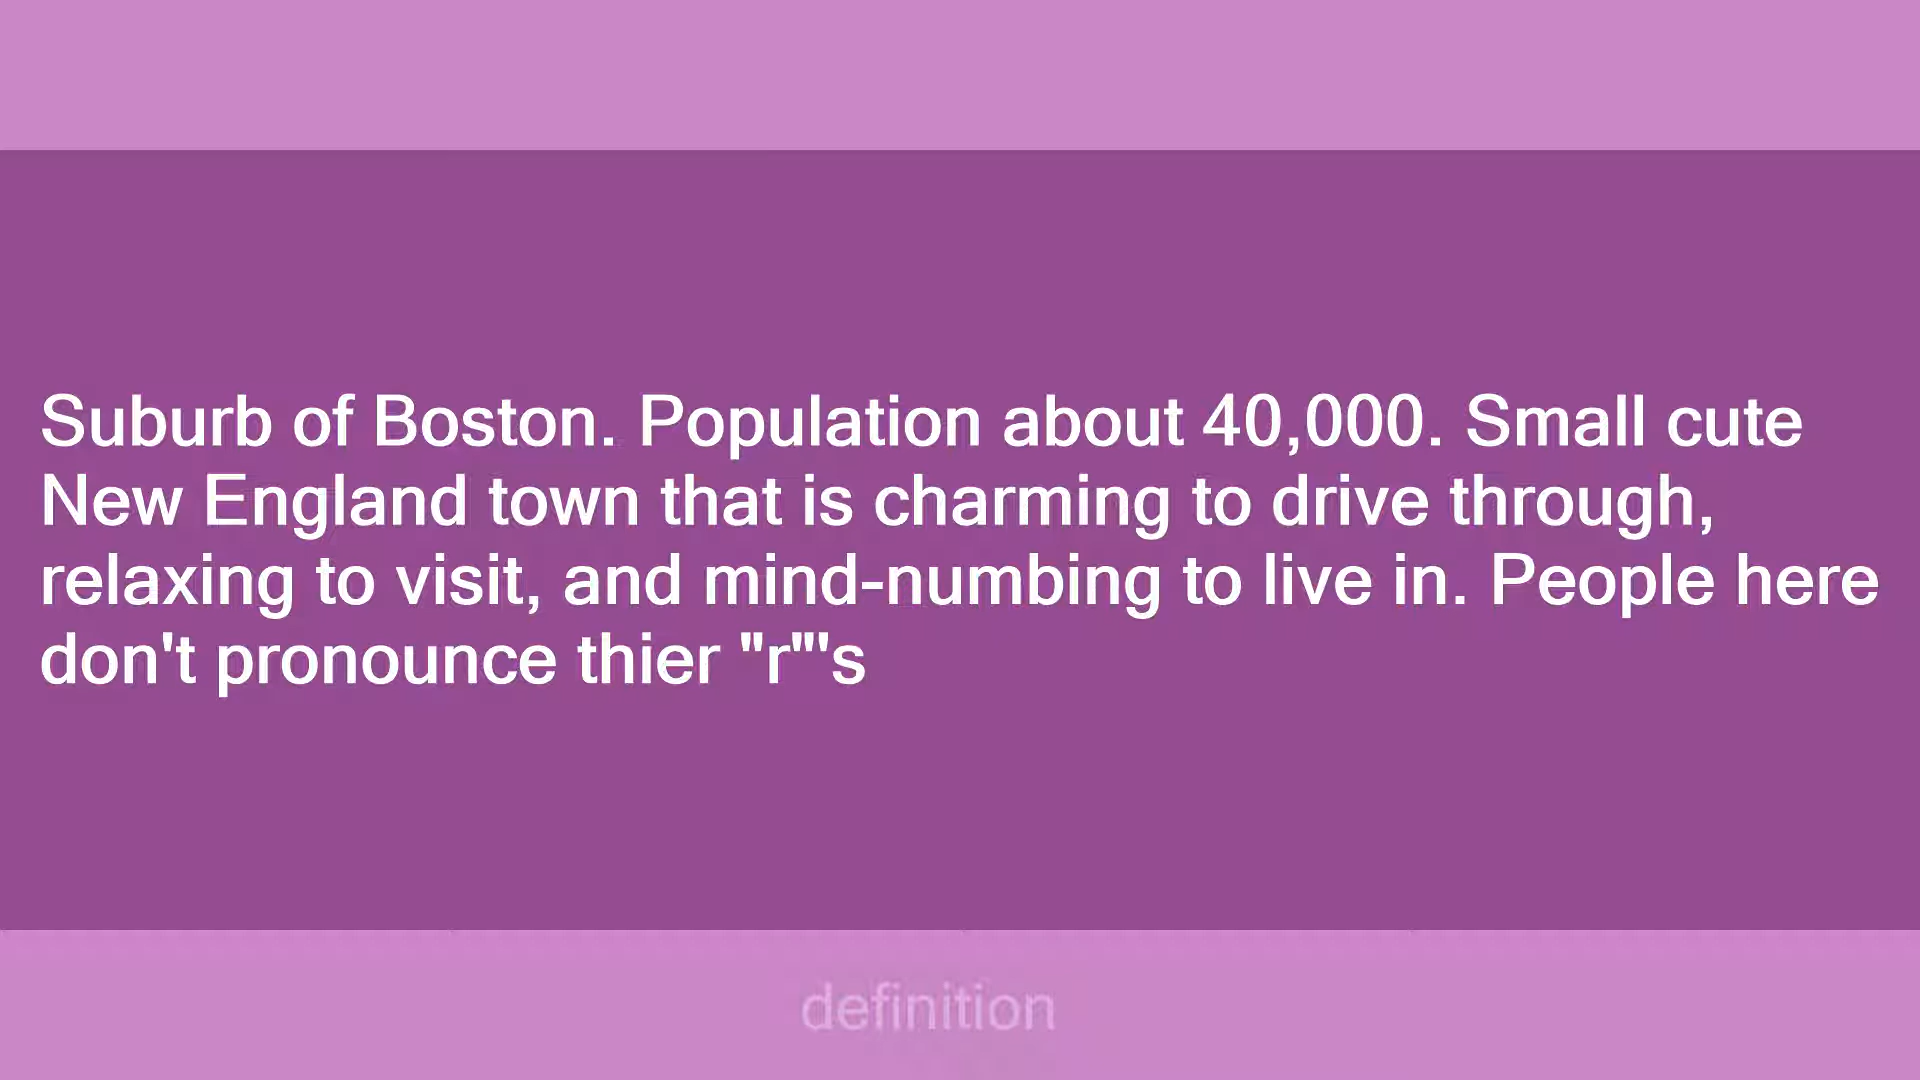 Suburb of Boston. Population about 40,000. Small cute
New England town that is charming to drive through,
relaxing to visit, and mind-numbing to live in. People here
don't pronounce thier "r"'s
definition